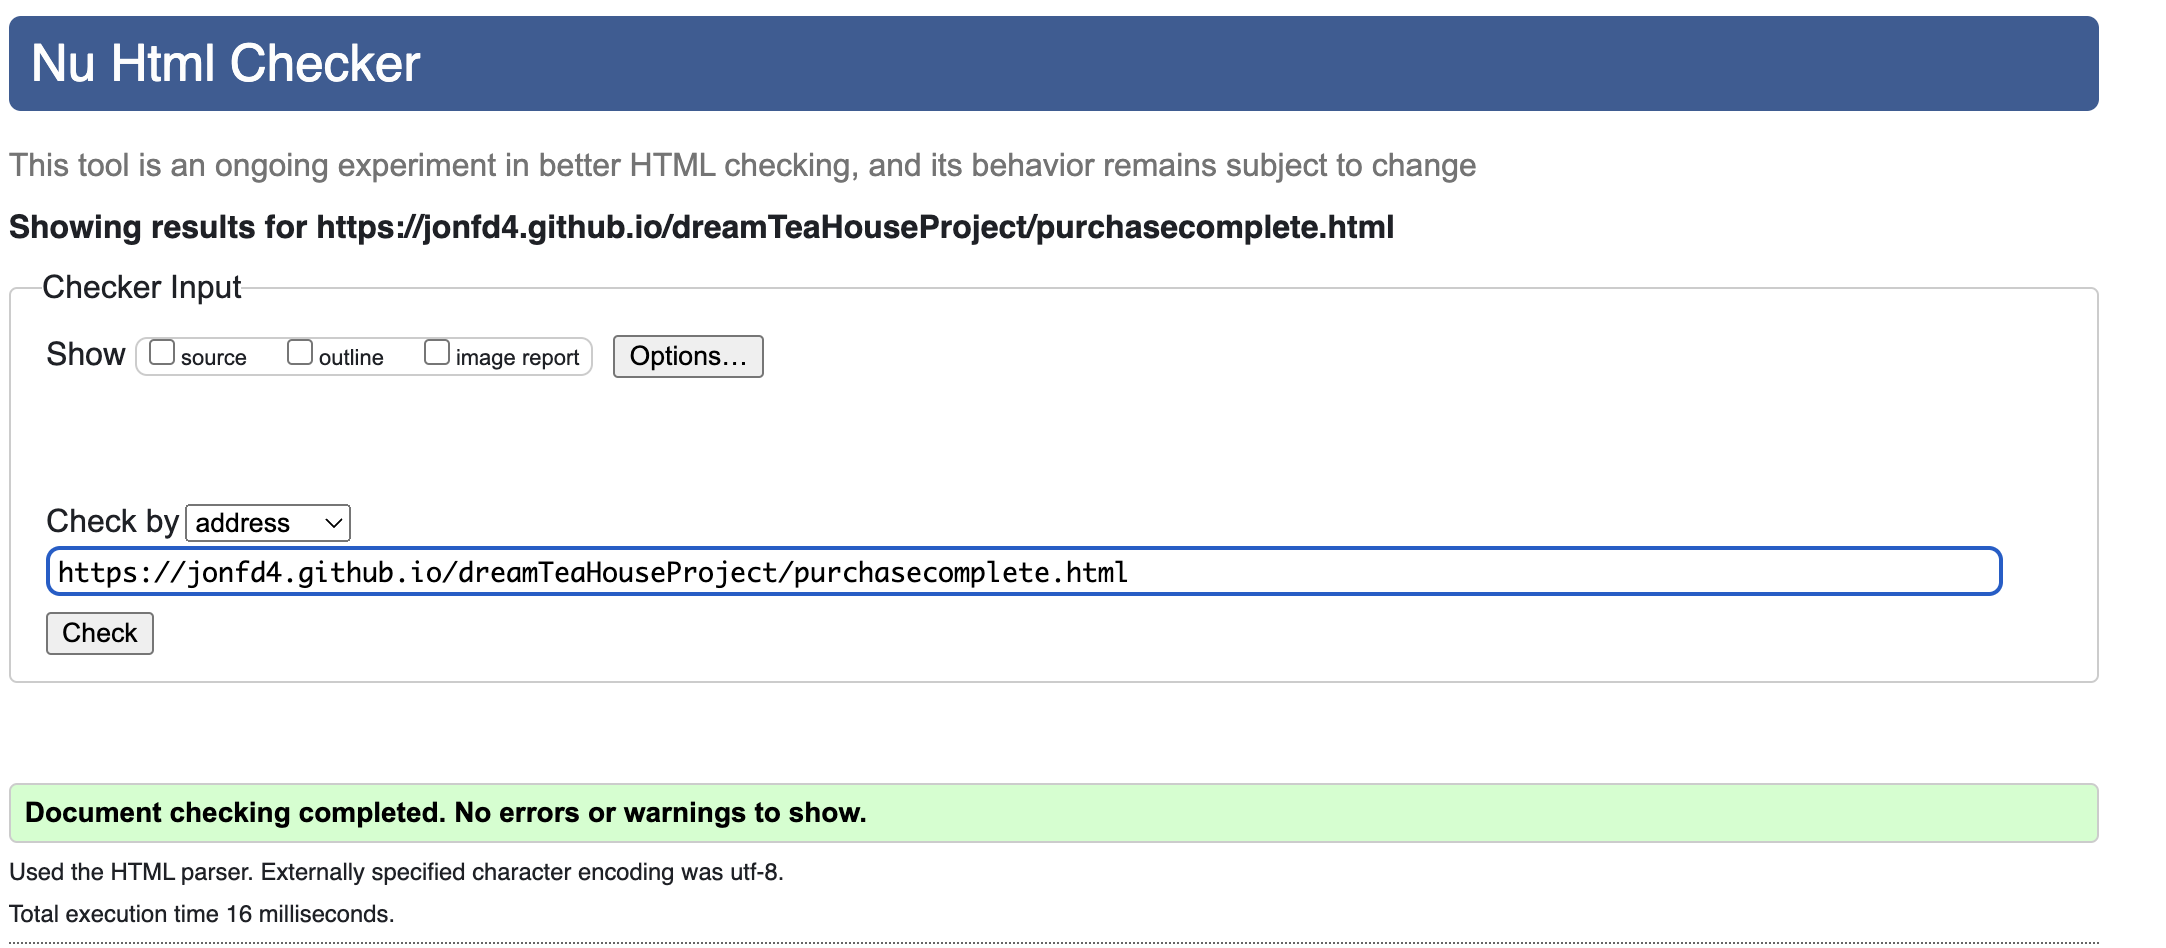 Nu Html Checker
This tool is an ongoing experiment in better HTML checking, and its behavior remains subject to change
Showing results for https://jonfd4.github.io/dreamTeaHouseProject/purchasecomplete.html
Checker Input
Show source outline image report Options...
Check by address
https://jonfd4.github.io/dreamTeaHouseProject/purchasecomplete.html
Check
Document checking completed. No errors or warnings to show.
Used the HTML parser. Externally specified character encoding was utf-8.
Total execution time 16 milliseconds.